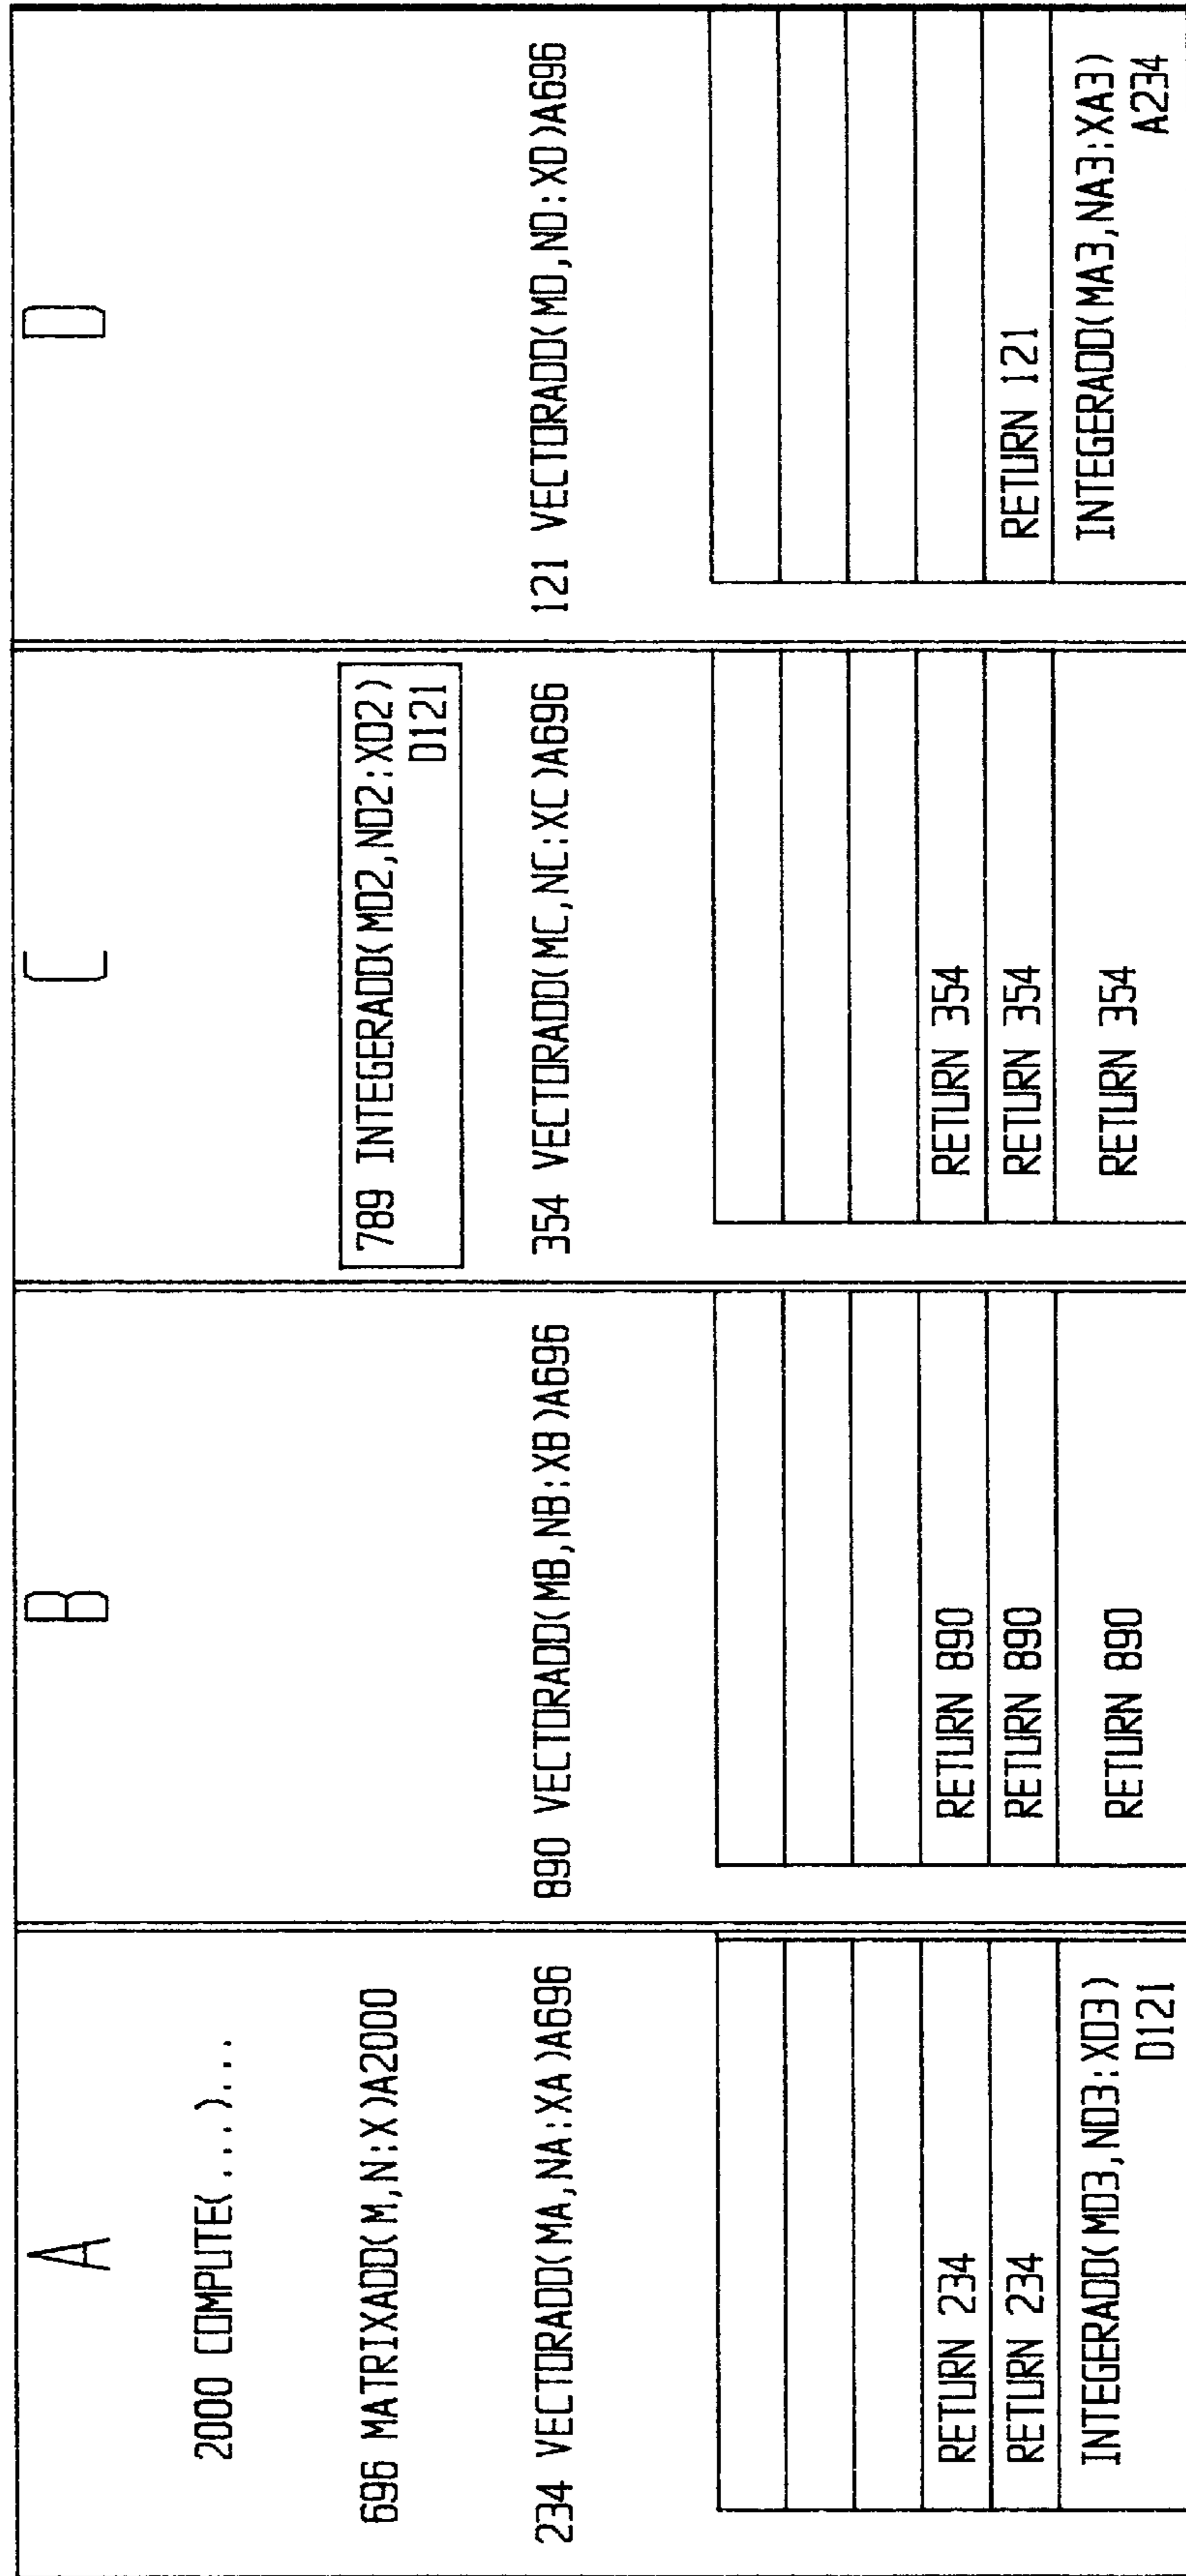 A
2000 COMPUTE(...)...
696 MATRIXADD(M,N:X)A2000
234 VECTORADD(MA,NA:XA)A696
RETURN 234
RETURN 234
INTEGERADD(MD3,ND3:XD3)
D121
B
890 VECTORADD(MB,NB:XB)A696
RETURN 890
RETURN 890
RETURN 890
C
789 INTEGERADD(MD2,ND2:XD2)
D121
354 VECTORADD(MC,NC:XC)A696
RETURN 354
RETURN 354
RETURN 354
D
121 VECTORADD(MD,ND:XD)A696
RETURN 121
INTEGERADD(MA3,NA3:XA3)
A234